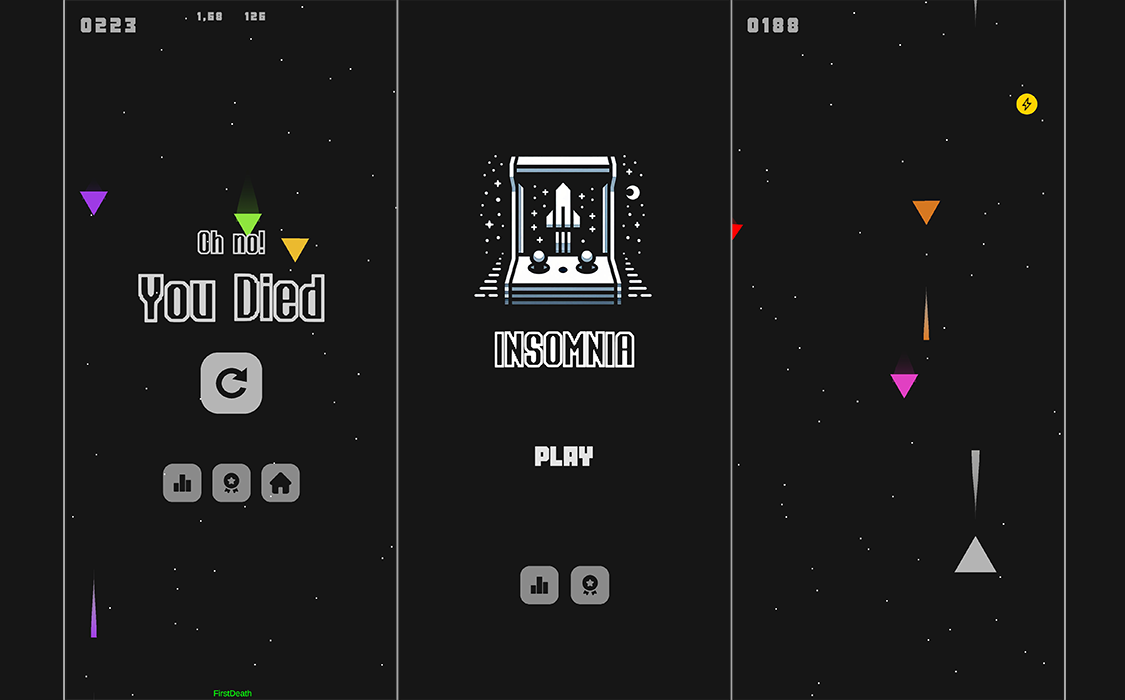 0223
1,68 126
Oh no!
You Died
FirstDeath
INSOMNIA
PLAY
0188